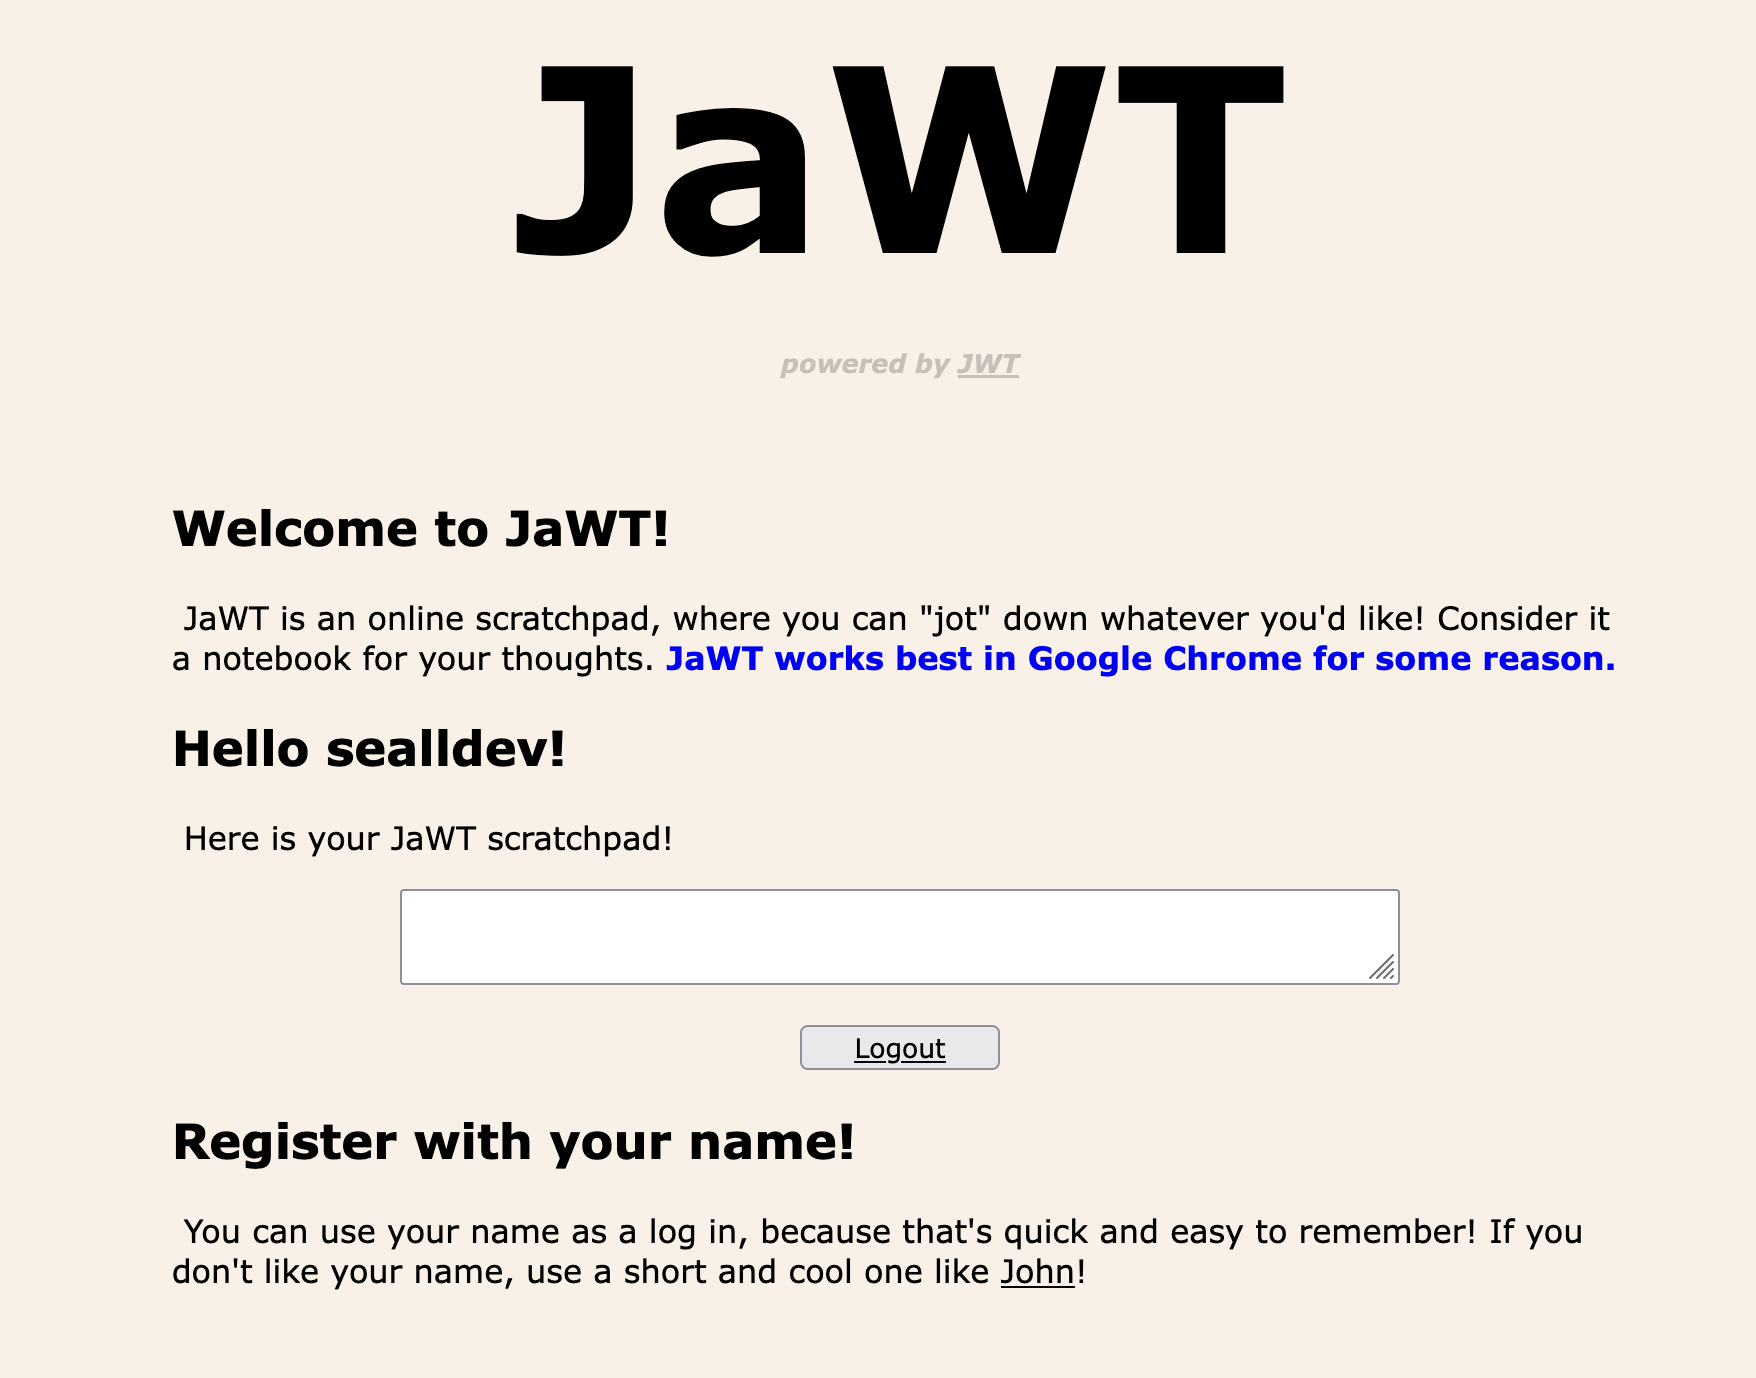 JaWT
powered by JWT
Welcome to JaWT!
JaWT is an online scratchpad, where you can "jot" down whatever you'd like! Consider it
a notebook for your thoughts. JaWT works best in Google Chrome for some reason.
Hello sealldev!
Here is your JaWT scratchpad!
Logout
Register with your name!
You can use your name as a log in, because that's quick and easy to remember! If you
don't like your name, use a short and cool one like John!